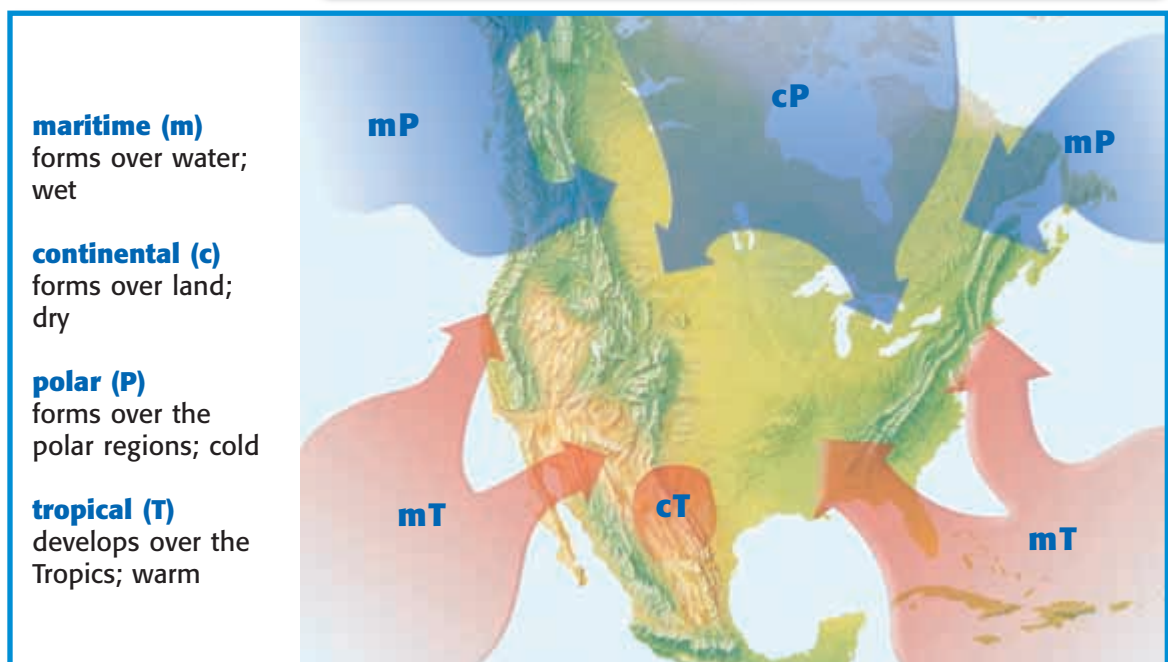 maritime (m)
forms over water;
wet
continental (c)
forms over land;
dry
polar (P)
forms over the
polar regions; cold
tropical (T)
develops over the
Tropics; warm
mP
cP
mP
mT
cT
mT